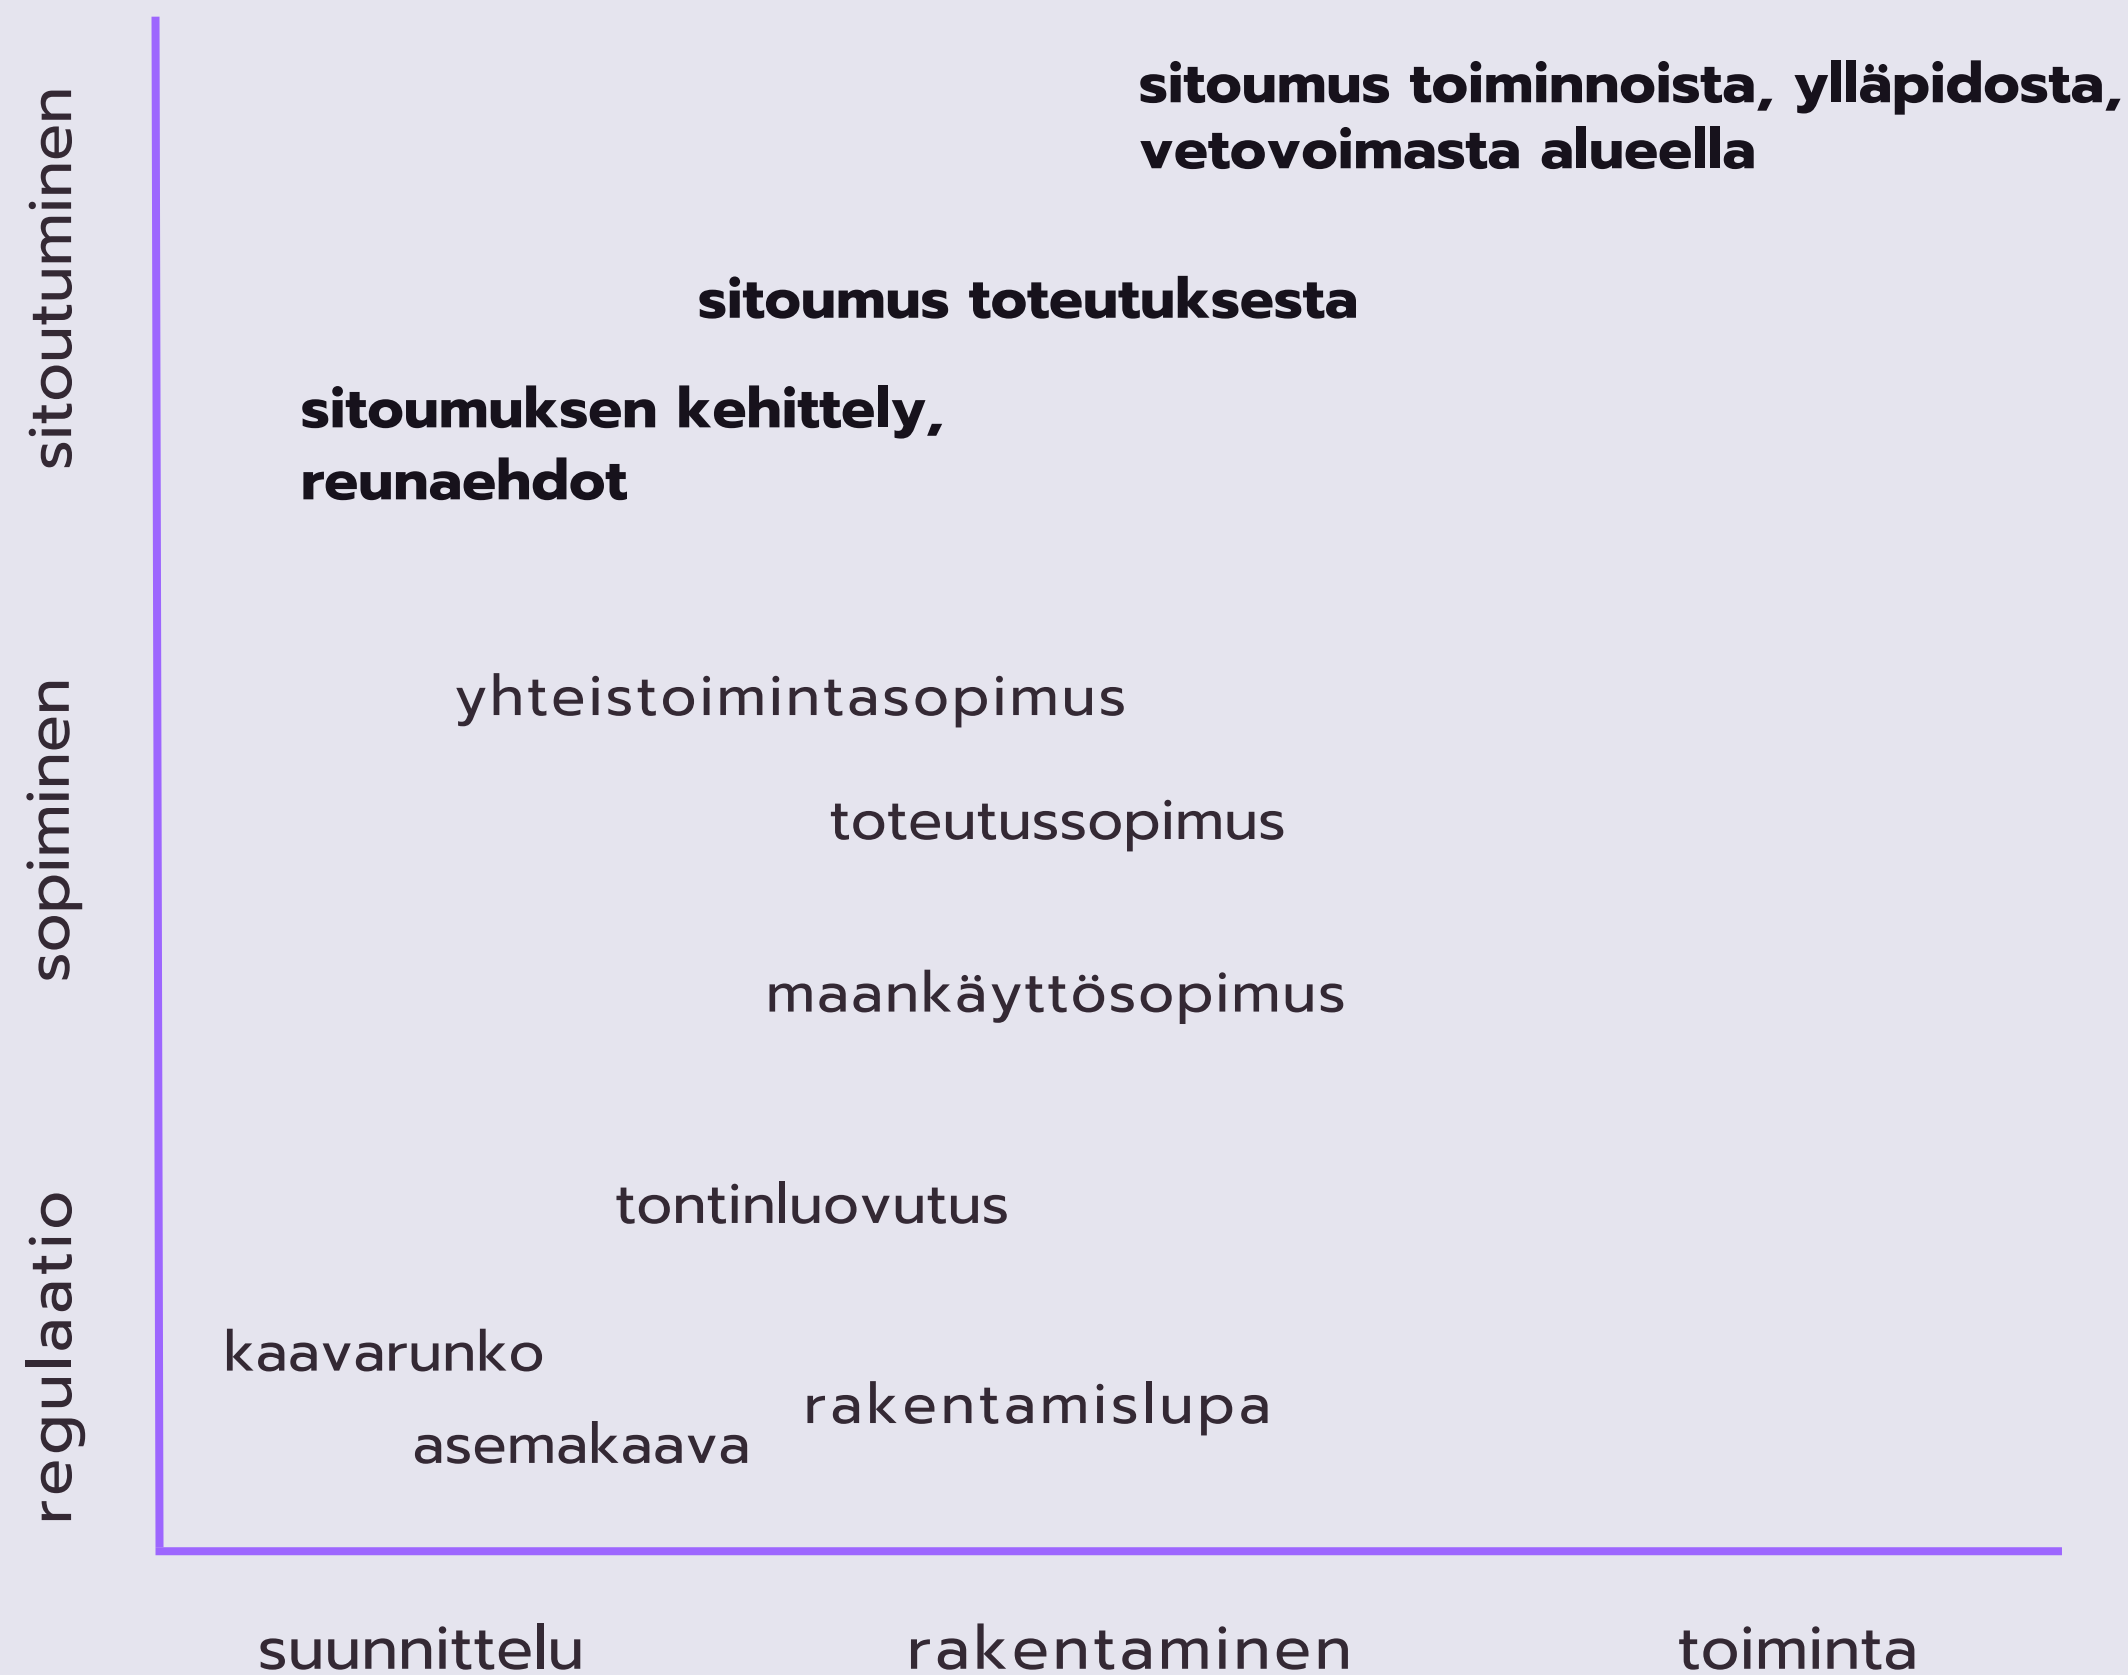 sitoutuminen
sopiminen
regulaatio
sitoumus toiminnoista, ylläpidosta,
vetovoimasta alueella
sitoumus toteutuksesta
sitoumuksen kehittely,
reunaehdot
yhteistoimintasopimus
toteutussopimus
maankäyttösopimus
tontinluovutus
kaavarunko
rakentamislupa
asemakaava
suunnittelu
rakentaminen
toiminta